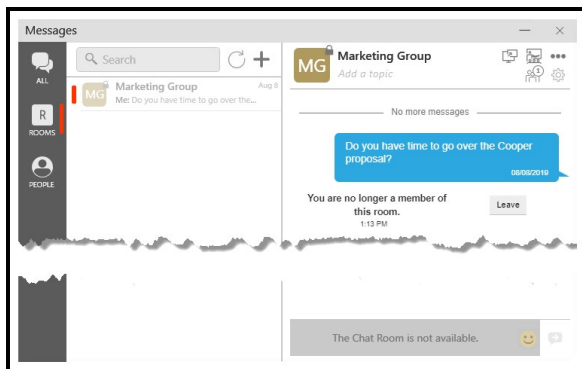 Messages
ALL
R
ROOMS
PEOPLE
Search
MG
Marketing Group
Aug 8
Me: Do you have time to go over the...
MG
Marketing Group
Add a topic
1
No more messages
Do you have time to go over the Cooper
proposal?
08/08/2019
You are no longer a member of
this room.
1:13 PM
Leave
The Chat Room is not available.